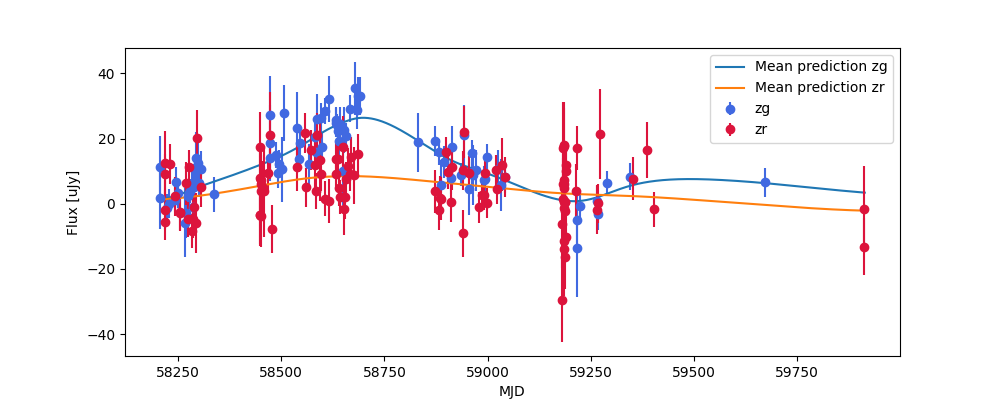 Flux [uJy]
40
20
0
−20
−40
58250 58500 58750 59000 59250 59500 59750
MJD
Mean prediction zg
Mean prediction zr
zg
zr